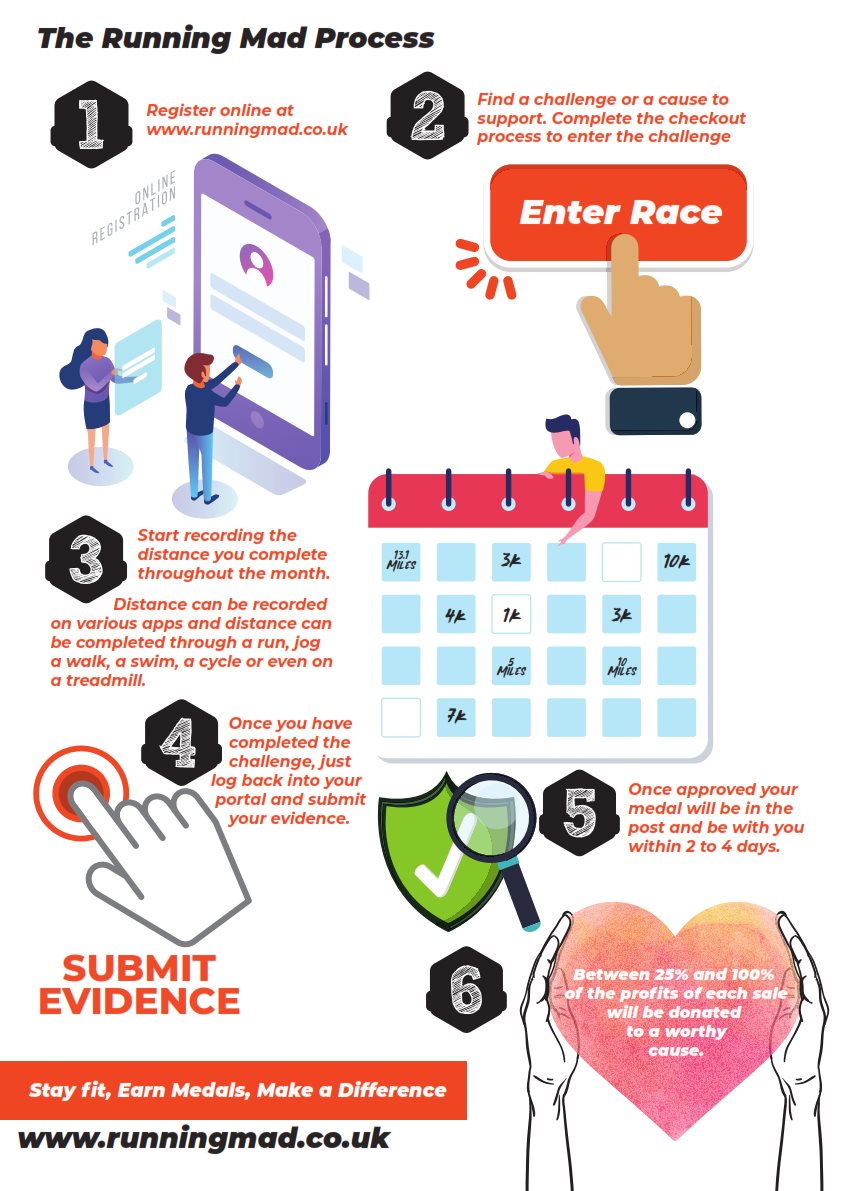 The Running Mad Process
1
Register online at
www.runningmad.co.uk
2
Find a challenge or a cause to
support. Complete the checkout
process to enter the challenge
ONLINE
REGISTRATION
Enter Race
3
Start recording the
distance you complete
throughout the month.
Distance can be recorded
on various apps and distance can
be completed through a run, jog
a walk, a swim, a cycle or even on
a treadmill.
13.1
MILES
3k
10k
4k
1k
3k
5
MILES
10
MILES
7k
4
Once you have
completed the
challenge, just
log back into your
portal and submit
your evidence.
SUBMIT
EVIDENCE
5
Once approved your
medal will be in the
post and be with you
within 2 to 4 days.
6
Between 25% and 100%
of the profits of each sale
will be donated
to a worthy
cause.
Stay fit, Earn Medals, Make a Difference
www.runningmad.co.uk